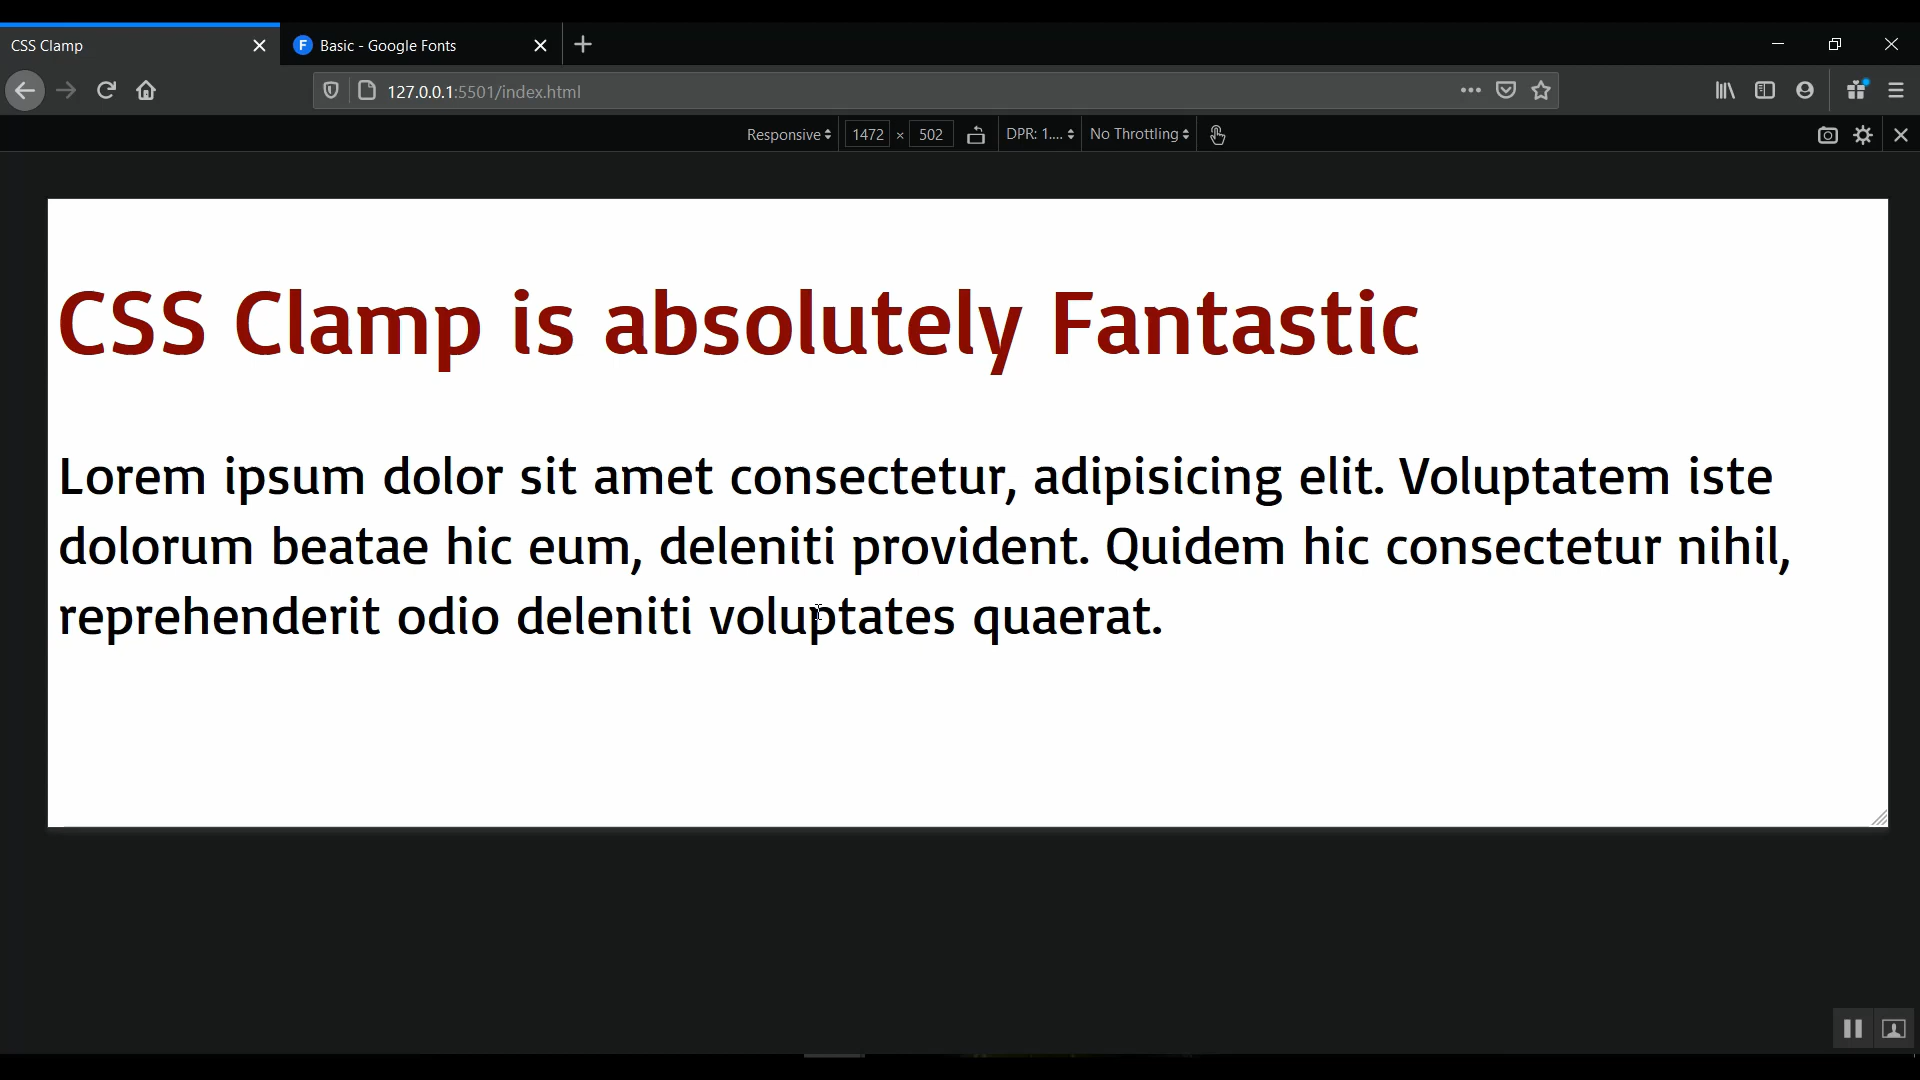 CSS Clamp
Basic - Google Fonts
127.0.0.1:5501/index.html
Responsive 1472 × 502 DPR: 1.... No Throttling
CSS Clamp is absolutely Fantastic
Lorem ipsum dolor sit amet consectetur, adipisicing elit. Voluptatem iste
dolorum beatae hic eum, deleniti provident. Quidem hic consectetur nihil,
reprehenderit odio deleniti voluptates quaerat.